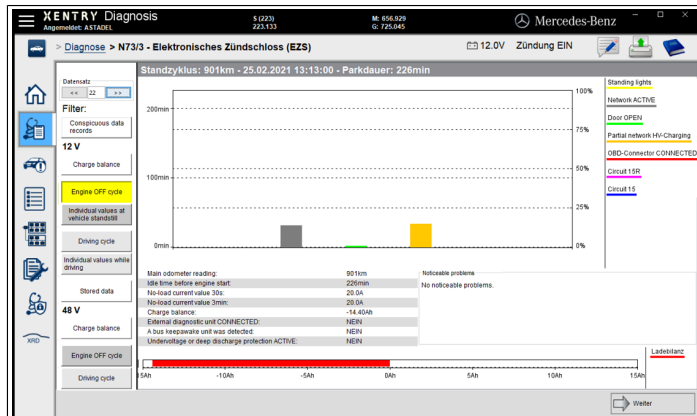 XENTRY Diagnosis
Angemeldet: ASTADEL
S (223)
223.133
M: 656.929
G: 725.045
Mercedes-Benz
> Diagnose > N73/3 - Elektronisches Zündschloss (EZS)
12.0V Zündung EIN
Standzyklus: 901km - 25.02.2021 13:13:00 - Parkdauer: 226min
Datensatz
<< 22 >>
Filter:
Conspicuous data
records
12 V
Charge balance
Engine OFF cycle
Individual values at
vehicle standstill
Driving cycle
Individual values while
driving
Stored data
48 V
Charge balance
Engine OFF cycle
Driving cycle
XRD
200min
100min
0min
100%
75%
50%
25%
0%
Standing lights
Network ACTIVE
Door OPEN
Partial network HV-Charging
OBD-Connector CONNECTED
Circuit 15R
Circuit 15
Main odometer reading: 901km
Idle time before engine start: 226min
No-load current value 30s: 20.0A
No-load current value 3min: 20.0A
Charge balance: -14.40Ah
External diagnostic unit CONNECTED: NEIN
A bus keepawake unit was detected: NEIN
Undervoltage or deep discharge protection ACTIVE: NEIN
Noticeable problems
No noticeable problems.
Ladebilanz
5Ah -10Ah -5Ah 0Ah 5Ah 10Ah 15Ah
Weiter